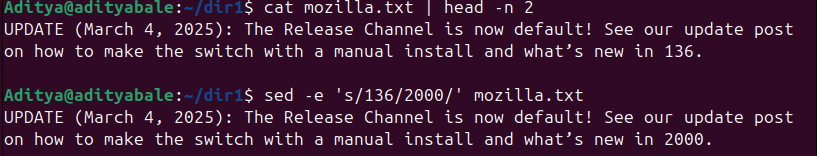 Aditya@adityabale:~/dir1$ cat mozilla.txt | head -n 2
UPDATE (March 4, 2025): The Release Channel is now default! See our update post
on how to make the switch with a manual install and what’s new in 136.
Aditya@adityabale:~/dir1$ sed -e 's/136/2000/' mozilla.txt
UPDATE (March 4, 2025): The Release Channel is now default! See our update post
on how to make the switch with a manual install and what’s new in 2000.